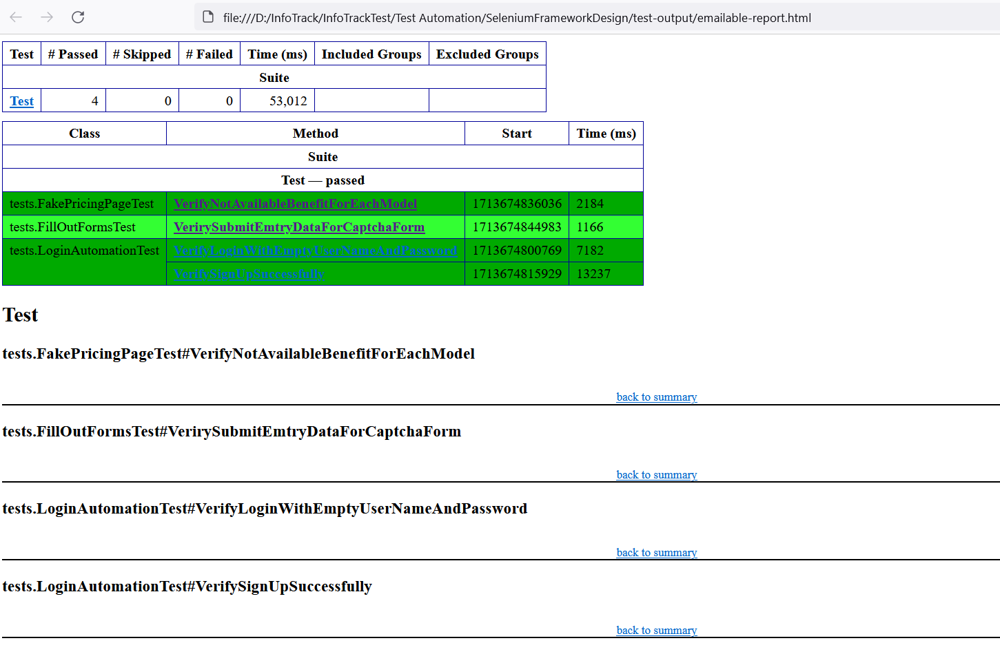 file:///D:/InfoTrack/InfoTrackTest/Test Automation/SeleniumFrameworkDesign/test-output/emailable-report.html
Test # Passed # Skipped # Failed Time (ms) Included Groups Excluded Groups
Suite
Test 4 0 0 53,012
Class Method Start Time (ms)
Suite
Test — passed
tests.FakePricingPageTest VerifyNotAvailableBenefitForEachModel 1713674836036 2184
tests.FillOutFormsTest VerirySubmitEmtryDataForCaptchaForm 1713674844983 1166
tests.LoginAutomationTest VerifyLoginWithEmptyUserNameAndPassword 1713674800769 7182
VerifySignUpSuccessfully 1713674815929 13237
Test
tests.FakePricingPageTest#VerifyNotAvailableBenefitForEachModel
back to summary
tests.FillOutFormsTest#VerirySubmitEmtryDataForCaptchaForm
back to summary
tests.LoginAutomationTest#VerifyLoginWithEmptyUserNameAndPassword
back to summary
tests.LoginAutomationTest#VerifySignUpSuccessfully
back to summary